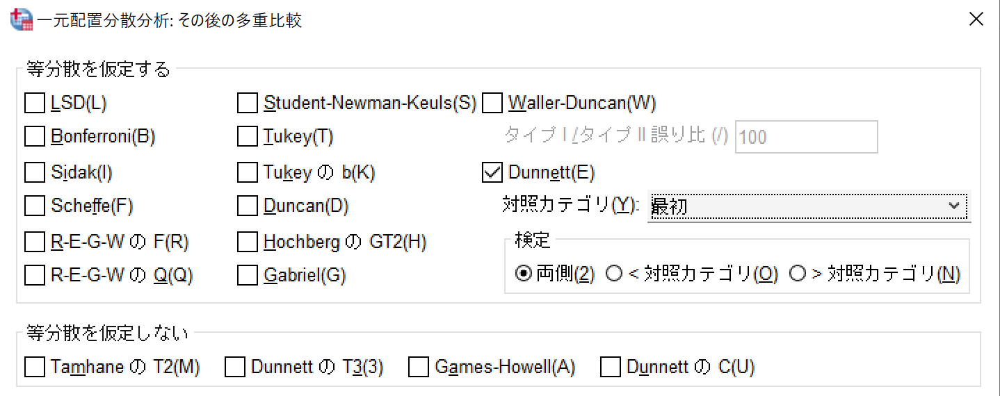 一元配置分散分析: その後の多重比較
等分散を仮定する
LSD(L) Student-Newman-Keuls(S) Waller-Duncan(W)
Bonferroni(B) Tukey(T) タイプ I /タイプ II 誤り比 (/) 100
Sidak(I) Tukey の b(K) Dunnett(E)
Scheffe(F) Duncan(D) 対照カテゴリ(Y): 最初
R-E-G-W の F(R) Hochberg の GT2(H) 検定
R-E-G-W の Q(Q) Gabriel(G) 両側(2) < 対照カテゴリ(O) > 対照カテゴリ(N)
等分散を仮定しない
Tamhane の T2(M) Dunnett の T3(3) Games-Howell(A) Dunnett の C(U)